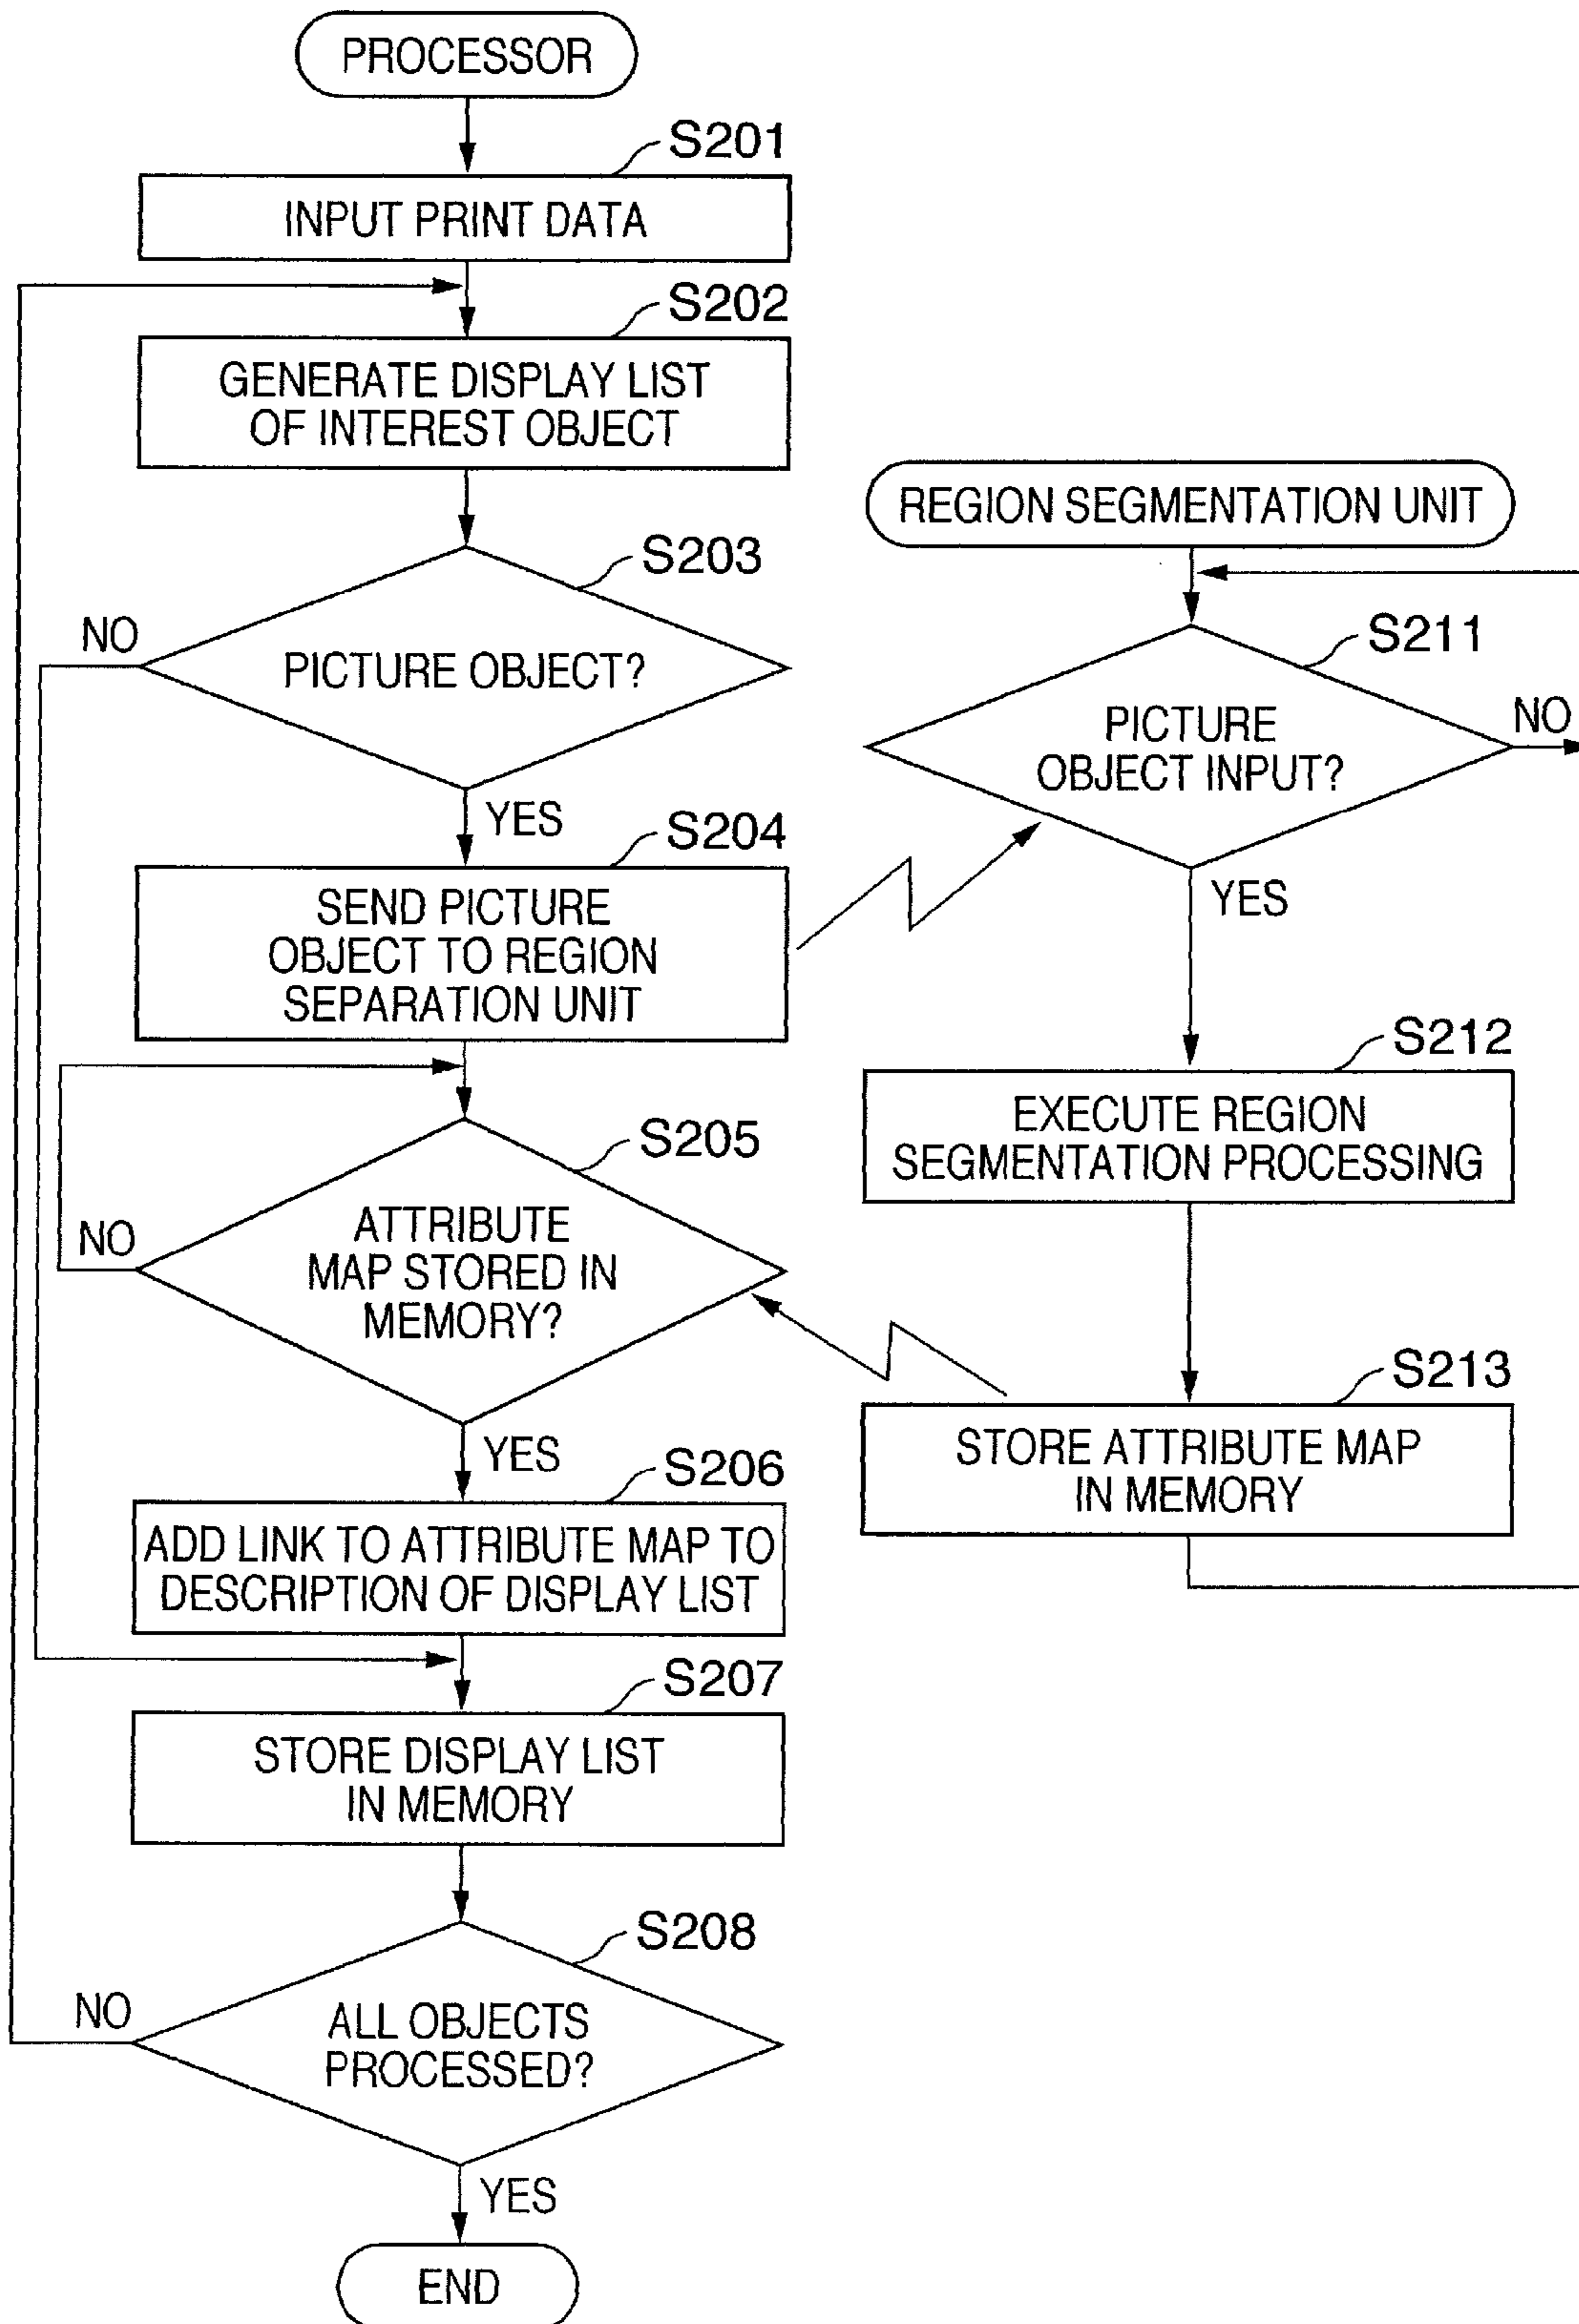 PROCESSOR
S201
INPUT PRINT DATA
S202
GENERATE DISPLAY LIST
OF INTEREST OBJECT
S203
NO
PICTURE OBJECT?
YES
S204
SEND PICTURE
OBJECT TO REGION
SEPARATION UNIT
S205
NO
ATTRIBUTE
MAP STORED IN
MEMORY?
YES
S206
ADD LINK TO ATTRIBUTE MAP TO
DESCRIPTION OF DISPLAY LIST
S207
STORE DISPLAY LIST
IN MEMORY
S208
NO
ALL OBJECTS
PROCESSED?
YES
END
REGION SEGMENTATION UNIT
S211
PICTURE
OBJECT INPUT?
NO
YES
S212
EXECUTE REGION
SEGMENTATION PROCESSING
S213
STORE ATTRIBUTE MAP
IN MEMORY